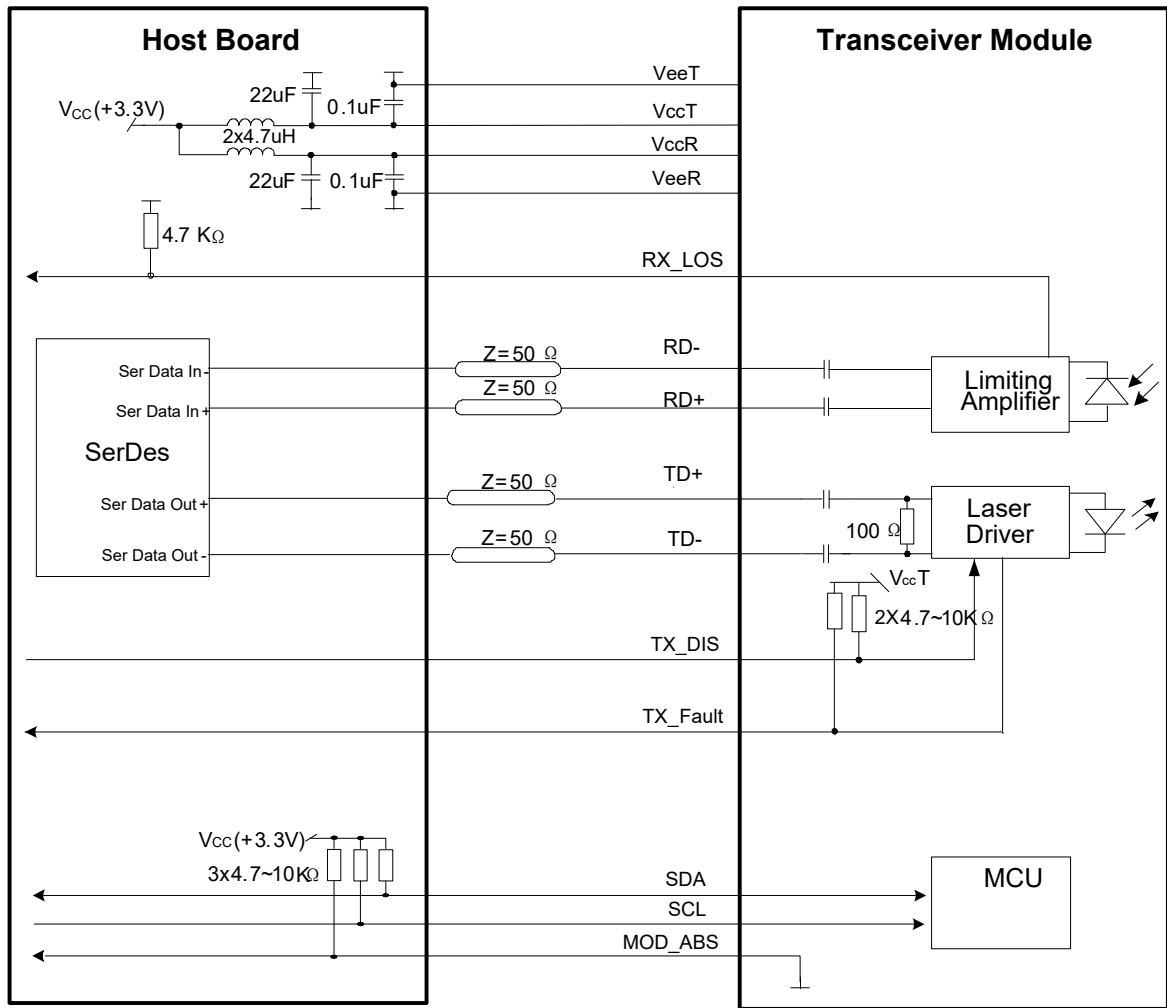 Host Board
Transceiver Module
VeeT
22uF
0.1uF
VCC(+3.3V)
VccT
2x4.7uH
VccR
22uF
0.1uF
VeeR
4.7 KΩ
RX_LOS
Z=50 Ω
RD-
Ser Data In-
Limiting
Amplifier
Z=50 Ω
RD+
Ser Data In+
SerDes
TD+
Z=50 Ω
Ser Data Out+
Laser
Driver
100 Ω
Z=50 Ω
TD-
Ser Data Out-
VccT
2X4.7~10KΩ
TX_DIS
TX_Fault
VCC(+3.3V)
3x4.7~10KΩ
SDA
MCU
SCL
MOD_ABS